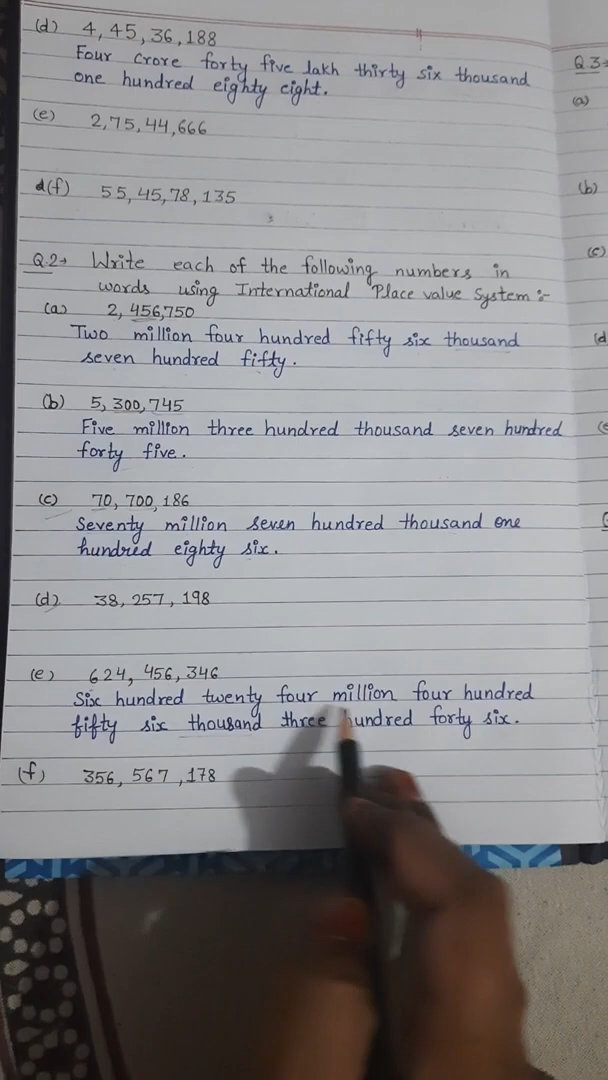 (d) 4,45,36,188
Four crore forty five lakh thirty six thousand
one hundred eighty eight.
(e) 2,75,44,666
(f) 55,45,78,135
Q.2→ Write each of the following numbers in
words using International Place value System :-
(a) 2,456,750
Two million four hundred fifty six thousand
seven hundred fifty.
(b) 5,300,745
Five million three hundred thousand seven hundred
forty five.
(c) 70,700,186
Seventy million seven hundred thousand one
hundred eighty six.
(d) 38,257,198
(e) 624,456,346
Six hundred twenty four million four hundred
fifty six thousand three hundred forty six.
(f) 356,567,178
Q3
(a)
(b)
(c)
(d